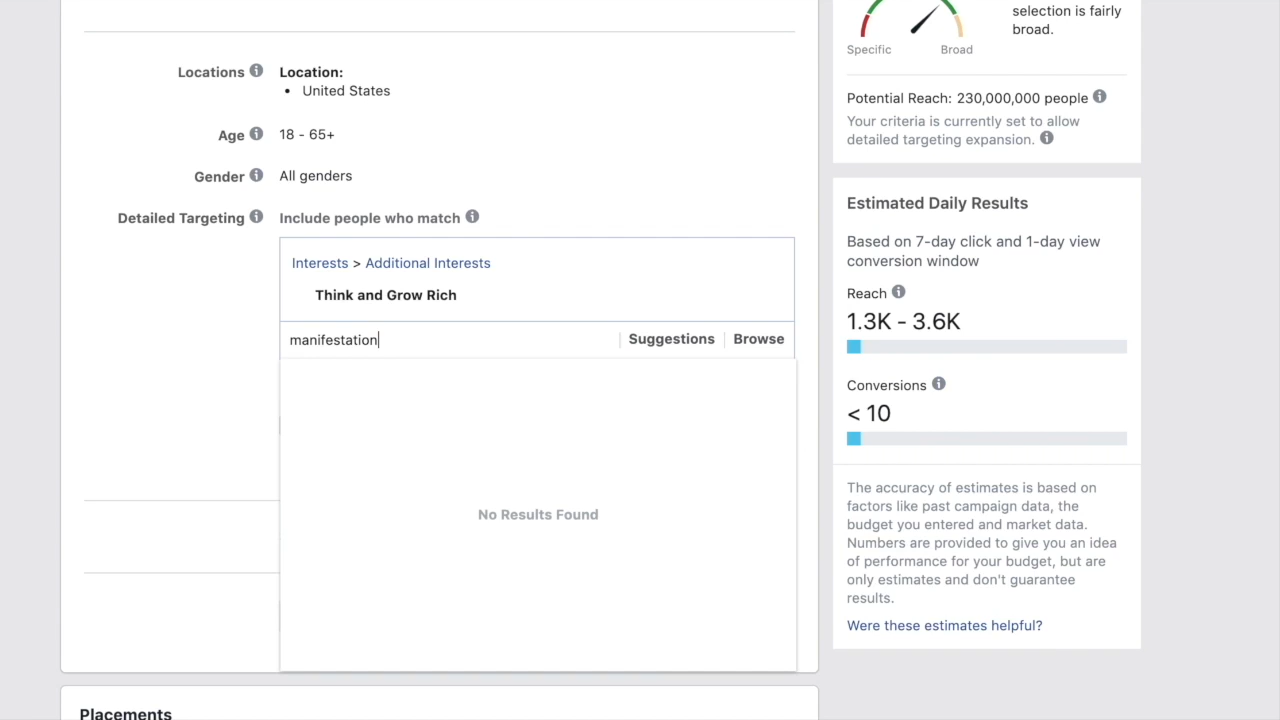 selection is fairly
broad.
Specific
Broad
Locations
Location:
• United States
Age
18 - 65+
Gender
All genders
Detailed Targeting
Include people who match
Interests > Additional Interests
Think and Grow Rich
manifestation
Suggestions
Browse
No Results Found
Placements
Potential Reach: 230,000,000 people
Your criteria is currently set to allow
detailed targeting expansion.
Estimated Daily Results
Based on 7-day click and 1-day view
conversion window
Reach
1.3K - 3.6K
Conversions
< 10
The accuracy of estimates is based on
factors like past campaign data, the
budget you entered and market data.
Numbers are provided to give you an idea
of performance for your budget, but are
only estimates and don't guarantee
results.
Were these estimates helpful?